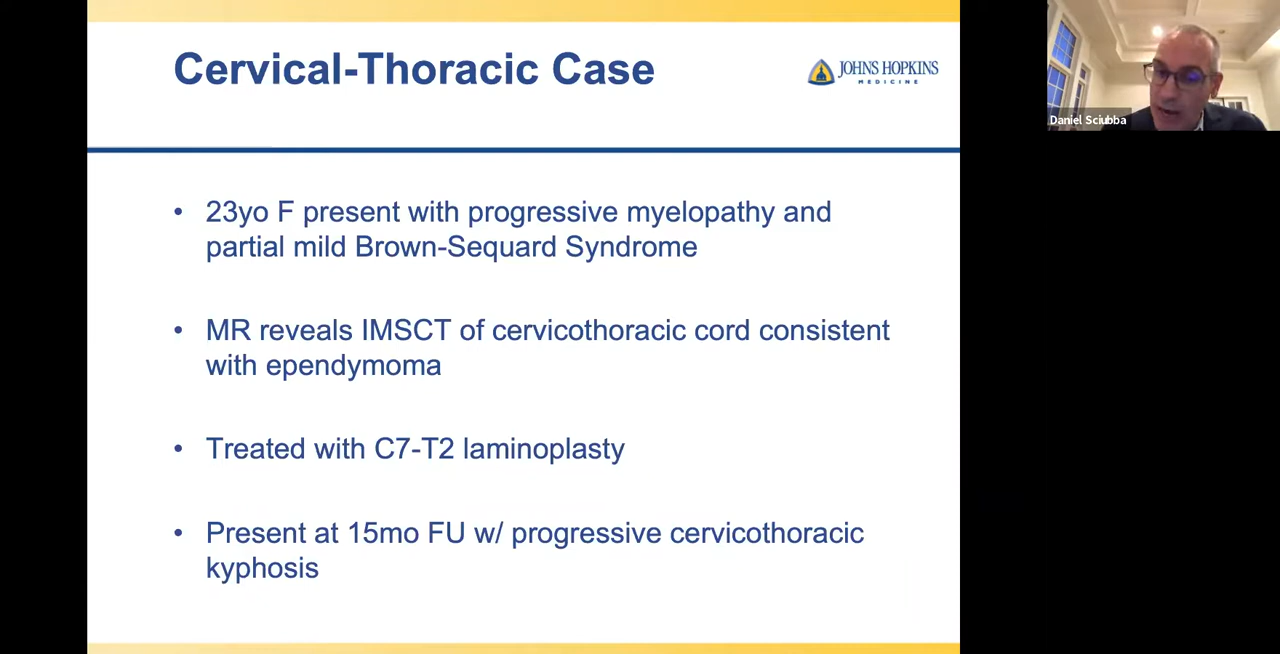 Cervical-Thoracic Case
JOHNS HOPKINS
MEDICINE
Daniel Sciubba
• 23yo F present with progressive myelopathy and
partial mild Brown-Sequard Syndrome
• MR reveals IMSCT of cervicothoracic cord consistent
with ependymoma
• Treated with C7-T2 laminoplasty
• Present at 15mo FU w/ progressive cervicothoracic
kyphosis